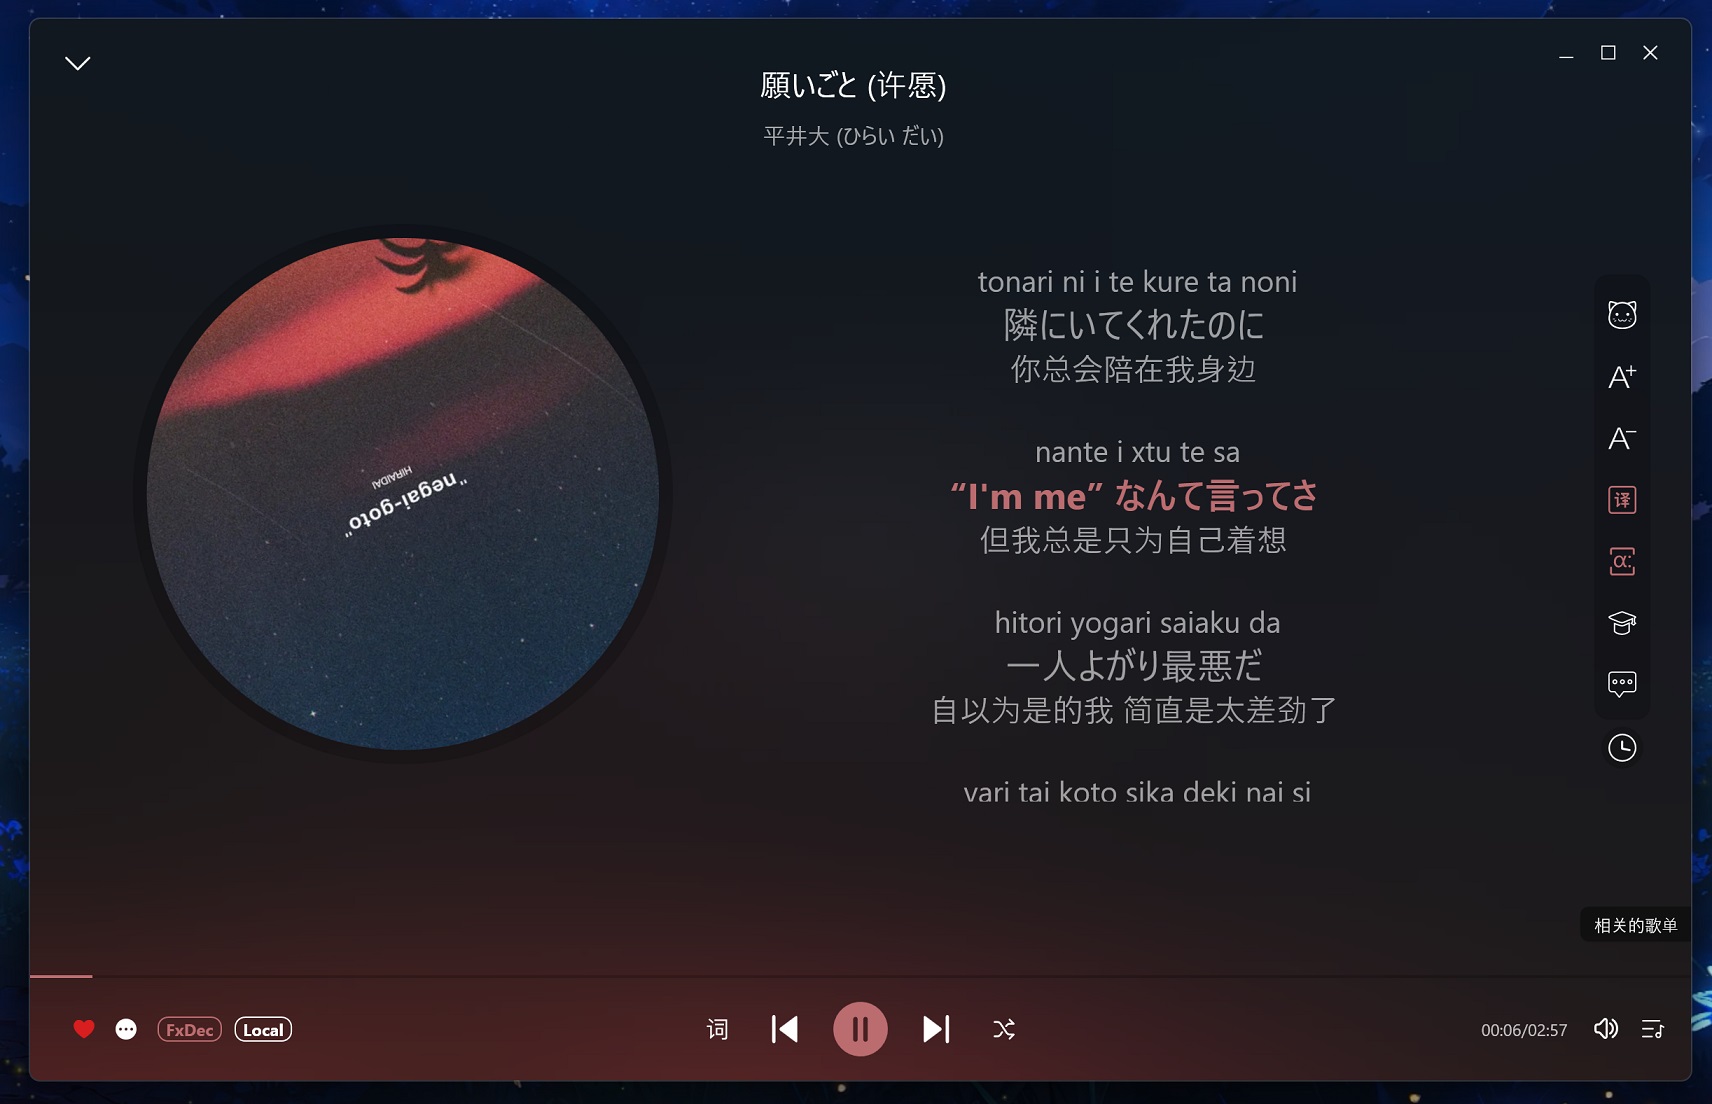 願いごと (许愿)
平井大 (ひらい だい)
HIRAIDAI
"negai-goto"
tonari ni i te kure ta noni
隣にいてくれたのに
你总会陪在我身边
nante i xtu te sa
“I'm me” なんて言ってさ
但我总是只为自己着想
hitori yogari saiaku da
一人よがり最悪だ
自以为是的我 简直是太差劲了
yari tai koto sika deki nai si
A+
A-
译
α:
相关的歌单
FxDec
Local
词
00:06/02:57